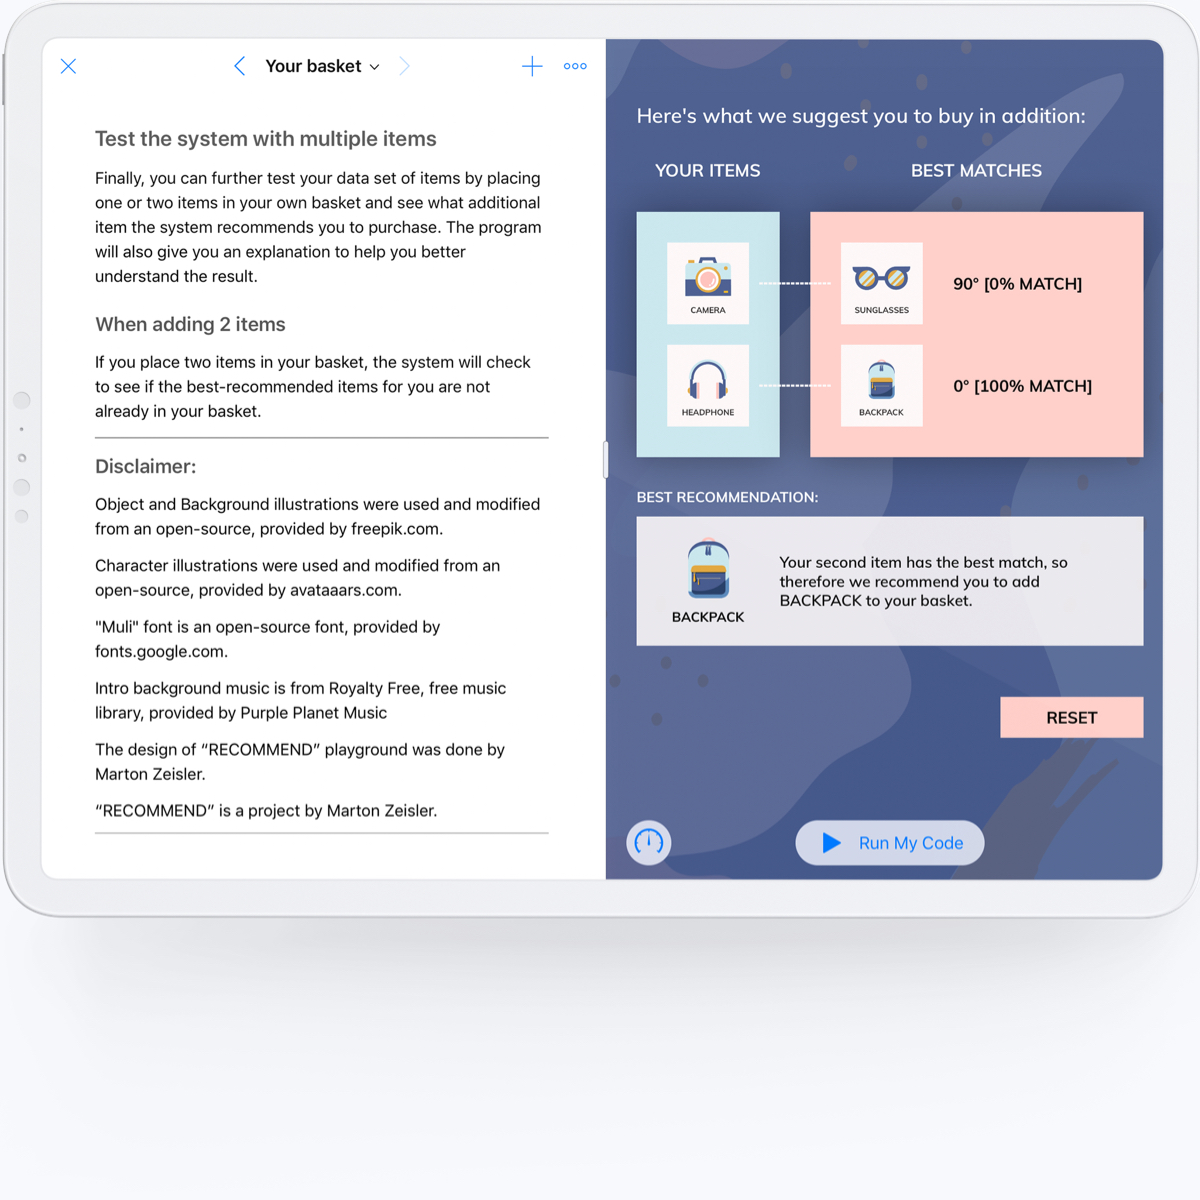 Your basket
Test the system with multiple items
Finally, you can further test your data set of items by placing
one or two items in your own basket and see what additional
item the system recommends you to purchase. The program
will also give you an explanation to help you better
understand the result.
When adding 2 items
If you place two items in your basket, the system will check
to see if the best-recommended items for you are not
already in your basket.
Disclaimer:
Object and Background illustrations were used and modified
from an open-source, provided by freepik.com.
Character illustrations were used and modified from an
open-source, provided by avataaars.com.
"Muli" font is an open-source font, provided by
fonts.google.com.
Intro background music is from Royalty Free, free music
library, provided by Purple Planet Music
The design of “RECOMMEND” playground was done by
Marton Zeisler.
“RECOMMEND” is a project by Marton Zeisler.
Here's what we suggest you to buy in addition:
YOUR ITEMS
BEST MATCHES
CAMERA
SUNGLASSES
90° [0% MATCH]
HEADPHONE
BACKPACK
0° [100% MATCH]
BEST RECOMMENDATION:
BACKPACK
Your second item has the best match, so
therefore we recommend you to add
BACKPACK to your basket.
RESET
Run My Code